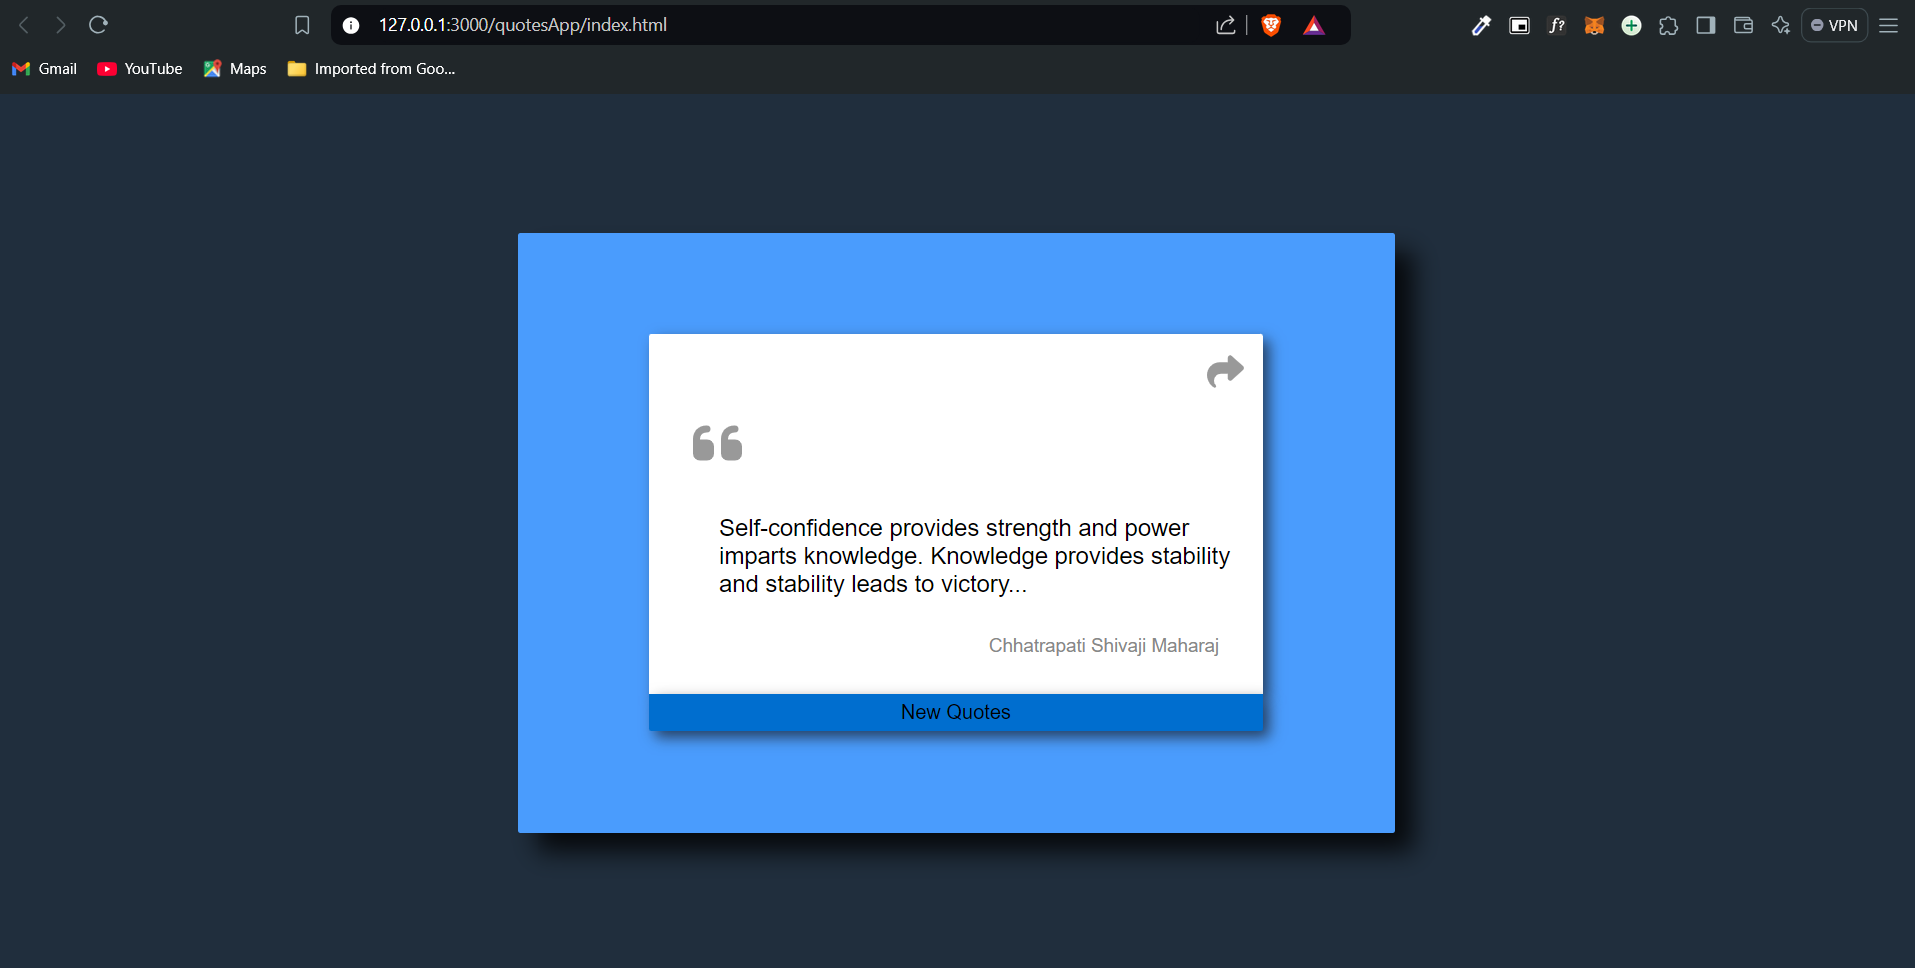 127.0.0.1:3000/quotesApp/index.html
f?
VPN
Gmail
YouTube
Maps
Imported from Goo...
Self-confidence provides strength and power
imparts knowledge. Knowledge provides stability
and stability leads to victory...
Chhatrapati Shivaji Maharaj
New Quotes